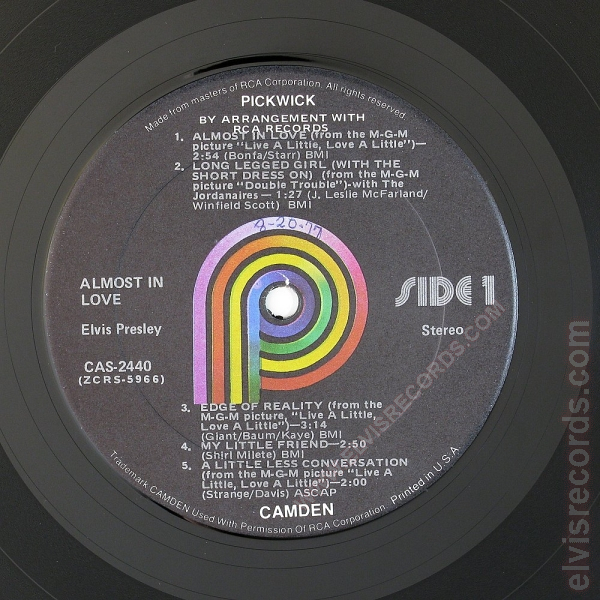 Made from masters of RCA Corporation. All rights reserved.
PICKWICK
BY ARRANGEMENT WITH
RCA RECORDS
1. ALMOST IN LOVE (from the M-G-M
picture "Live A Little, Love A Little")—
2:54 (Bonfa/Starr) BMI
2. LONG LEGGED GIRL (WITH THE
SHORT DRESS ON) (from the M-G-M
picture "Double Trouble")-with The
Jordanaires — 1:27 (J. Leslie McFarland/
Winfield Scott) BMI
8-20-77
ALMOST IN
LOVE
Elvis Presley
CAS-2440
(ZCRS-5966)
SIDE 1
Stereo
3. EDGE OF REALITY (from the
M-G-M picture, "Live A Little,
Love A Little")—3:14
(Giant/Baum/Kaye) BMI
4. MY LITTLE FRIEND—2:50
(Shirl Milete) BMI
5. A LITTLE LESS CONVERSATION
(from the M-G-M picture "Live A
Little, Love A Little")—2:00
(Strange/Davis) ASCAP
CAMDEN
Trademark CAMDEN Used With Permission Of RCA Corporation. Printed in U.S.A.
ELVISRECORDS.COM
elvisrecords.com